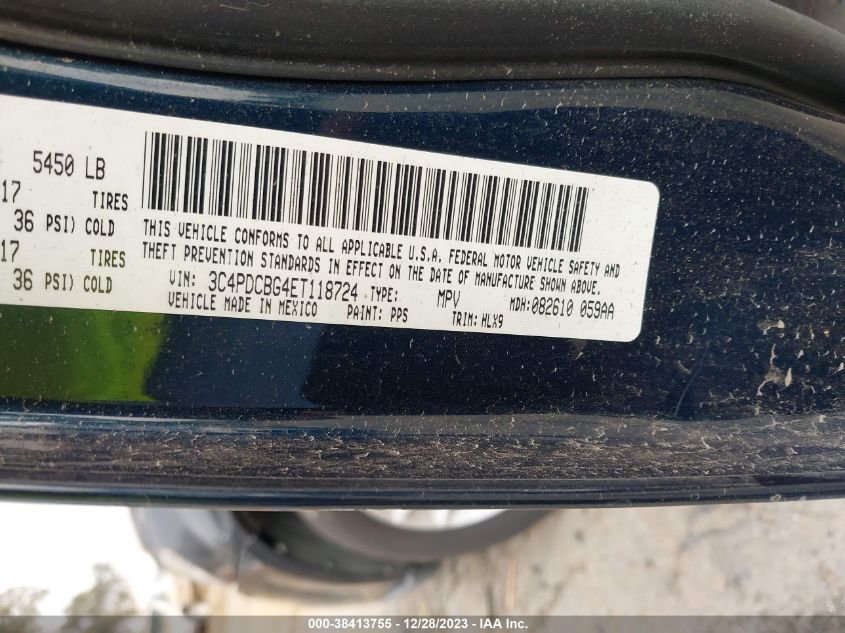 5450 LB
17 TIRES
36 PSI) COLD
17 TIRES
36 PSI) COLD
THIS VEHICLE CONFORMS TO ALL APPLICABLE U.S.A. FEDERAL MOTOR VEHICLE SAFETY AND
THEFT PREVENTION STANDARDS IN EFFECT ON THE DATE OF MANUFACTURE SHOWN ABOVE.
VIN: 3C4PDCBG4ET118724 TYPE: MPV MDH:082610 059AA
VEHICLE MADE IN MEXICO PAINT: PPS TRIM: HLX9
000-38413755 - 12/28/2023 - IAA Inc.